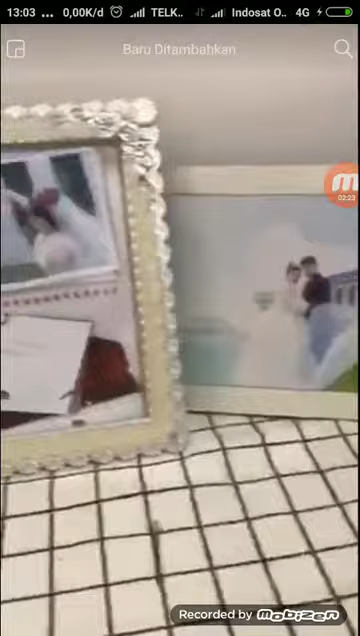 13:03 ... 0,00K/d TELK.. Indosat O.. 4G
Baru Ditambahkan
02:23
Recorded by mobizen